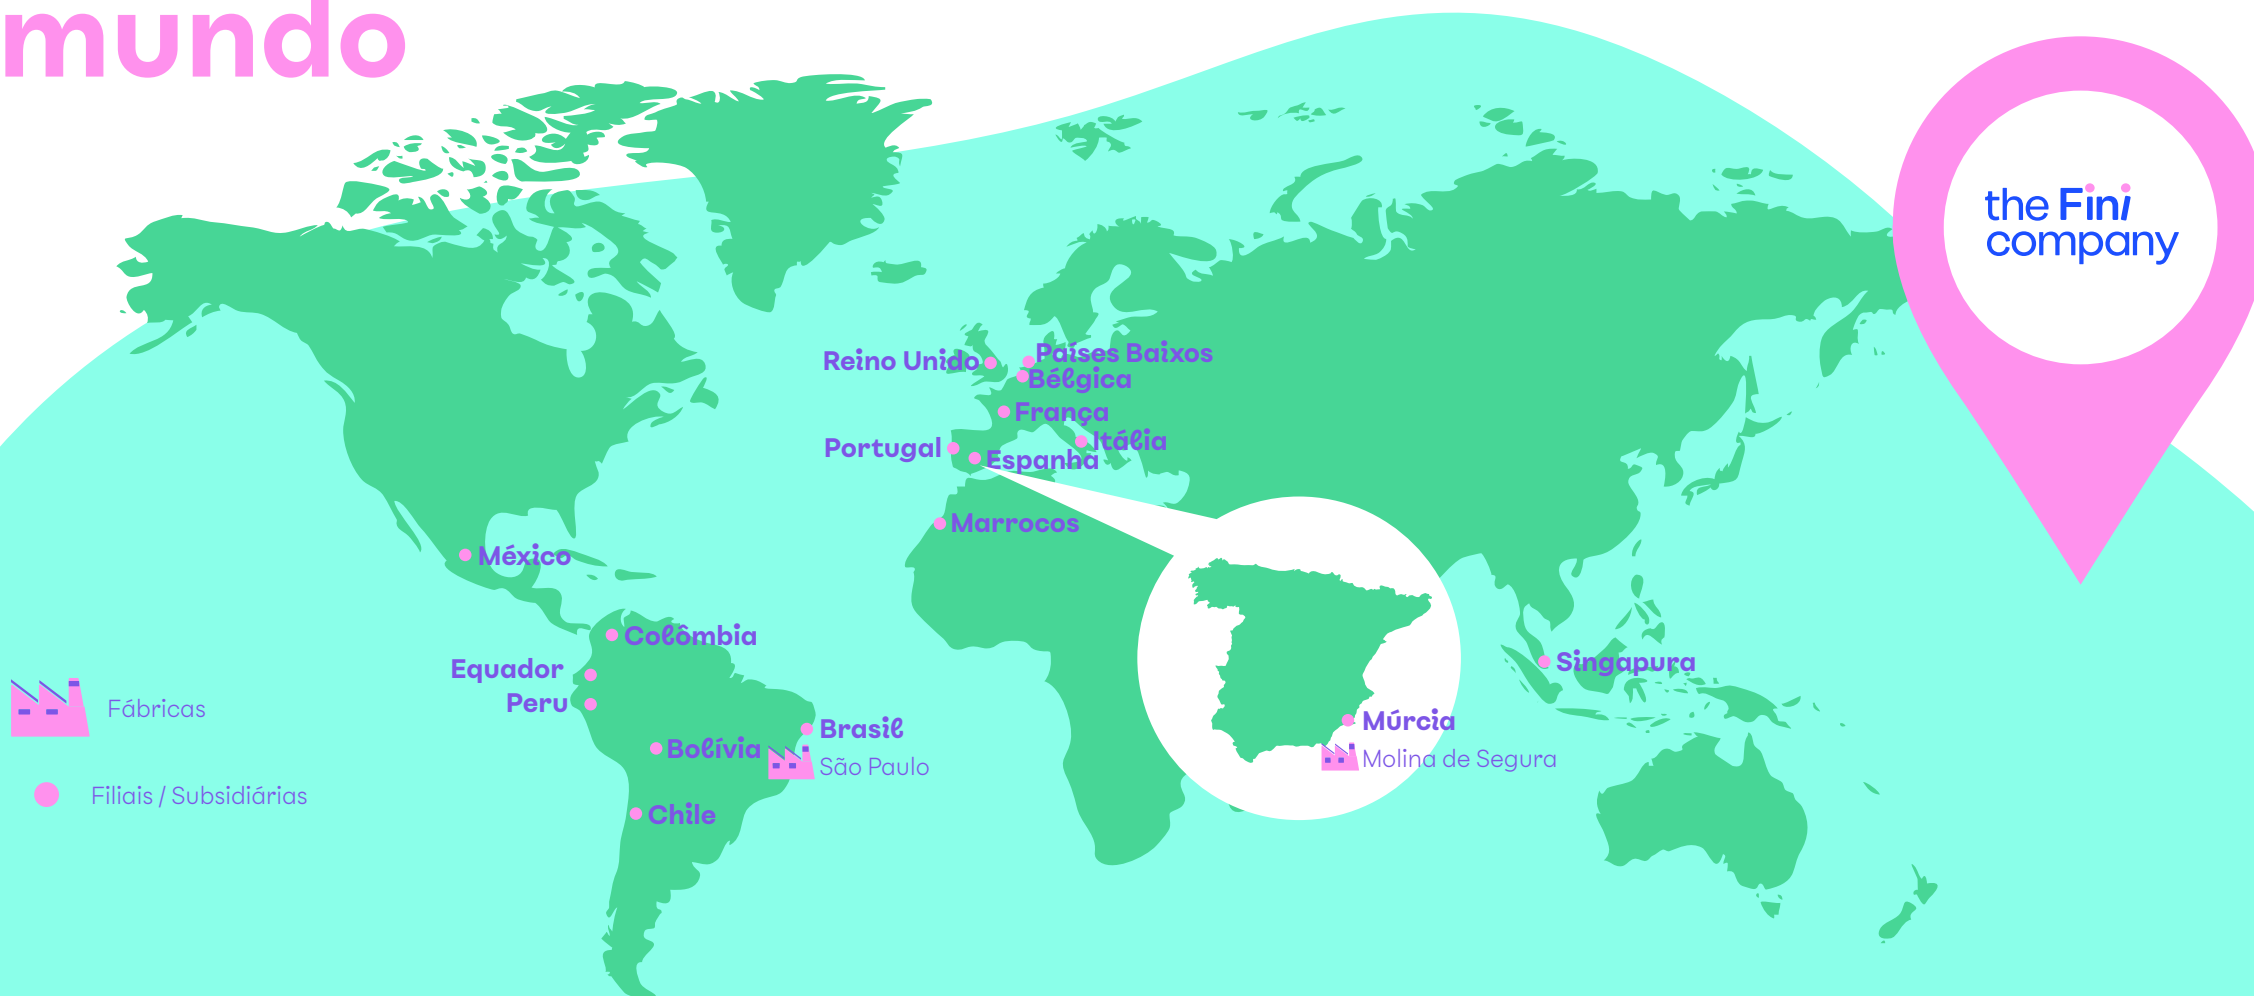 mundo
the Fini
company
Reino Unido
Países Baixos
Bélgica
França
Portugal
Itália
Espanha
Marrocos
México
Colômbia
Equador
Peru
Brasil
São Paulo
Bolívia
Chile
Singapura
Múrcia
Molina de Segura
Fábricas
Filiais / Subsidiárias